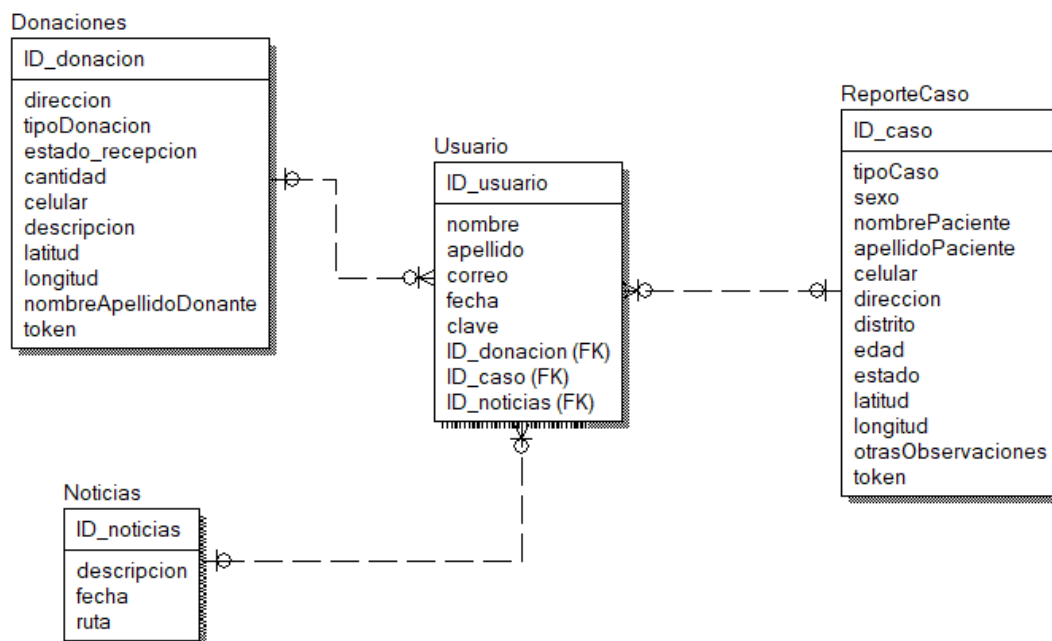 Donaciones
ID_donacion
direccion
tipoDonacion
estado_recepcion
cantidad
celular
descripcion
latitud
longitud
nombreApellidoDonante
token
Usuario
ID_usuario
nombre
apellido
correo
fecha
clave
ID_donacion (FK)
ID_caso (FK)
ID_noticias (FK)
ReporteCaso
ID_caso
tipoCaso
sexo
nombrePaciente
apellidoPaciente
celular
direccion
distrito
edad
estado
latitud
longitud
otrasObservaciones
token
Noticias
ID_noticias
descripcion
fecha
ruta